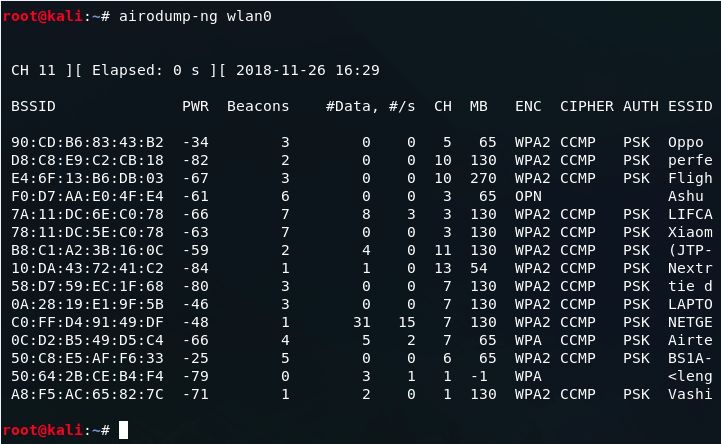 root@kali:~# airodump-ng wlan0
CH 11 ][ Elapsed: 0 s ][ 2018-11-26 16:29
BSSID PWR Beacons #Data, #/s CH MB ENC CIPHER AUTH ESSID
90:CD:B6:83:43:B2 -34 3 0 0 5 65 WPA2 CCMP PSK Oppo
D8:C8:E9:C2:CB:18 -82 2 0 0 10 130 WPA2 CCMP PSK perfe
E4:6F:13:B6:DB:03 -67 3 0 0 10 270 WPA2 CCMP PSK Fligh
F0:D7:AA:E0:4F:E4 -61 6 0 0 3 65 OPN Ashu
7A:11:DC:6E:C0:78 -66 7 8 3 3 130 WPA2 CCMP PSK LIFCA
78:11:DC:5E:C0:78 -63 7 0 0 3 130 WPA2 CCMP PSK Xiaom
B8:C1:A2:3B:16:0C -59 2 4 0 11 130 WPA2 CCMP PSK (JTP-
10:DA:43:72:41:C2 -84 1 1 0 13 54 WPA2 CCMP PSK Nextr
58:D7:59:EC:1F:68 -80 3 0 0 7 130 WPA2 CCMP PSK tie d
0A:28:19:E1:9F:5B -46 3 0 0 7 130 WPA2 CCMP PSK LAPTO
C0:FF:D4:91:49:DF -48 1 31 15 7 130 WPA2 CCMP PSK NETGE
0C:D2:B5:49:D5:C4 -66 4 5 2 7 65 WPA CCMP PSK Airte
50:C8:E5:AF:F6:33 -25 5 0 0 6 65 WPA2 CCMP PSK BS1A-
50:64:2B:CE:B4:F4 -79 0 3 1 1 -1 WPA <leng
A8:F5:AC:65:82:7C -71 1 2 0 1 130 WPA2 CCMP PSK Vashi
root@kali:~#